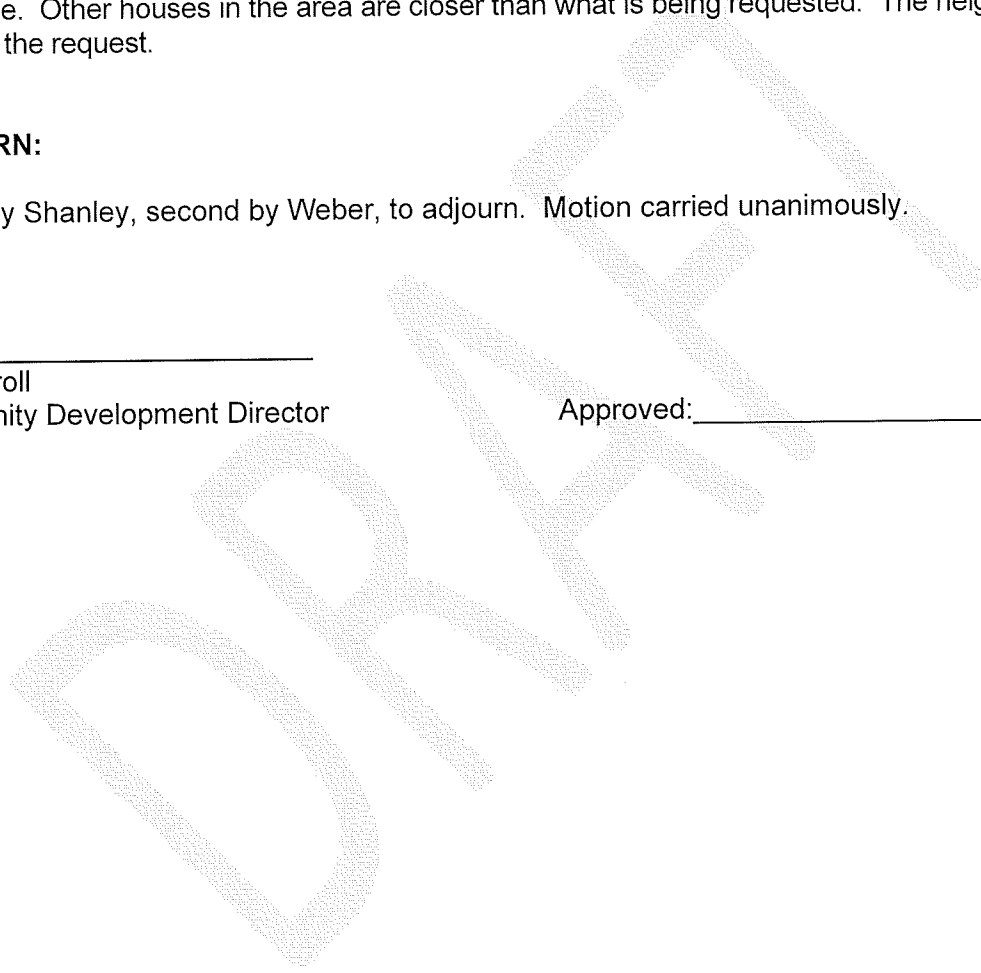 e. Other houses in the area are closer than what is being requested. The neig
the request.
RN:
y Shanley, second by Weber, to adjourn. Motion carried unanimously.
roll
nity Development Director
Approved:
DRAFT